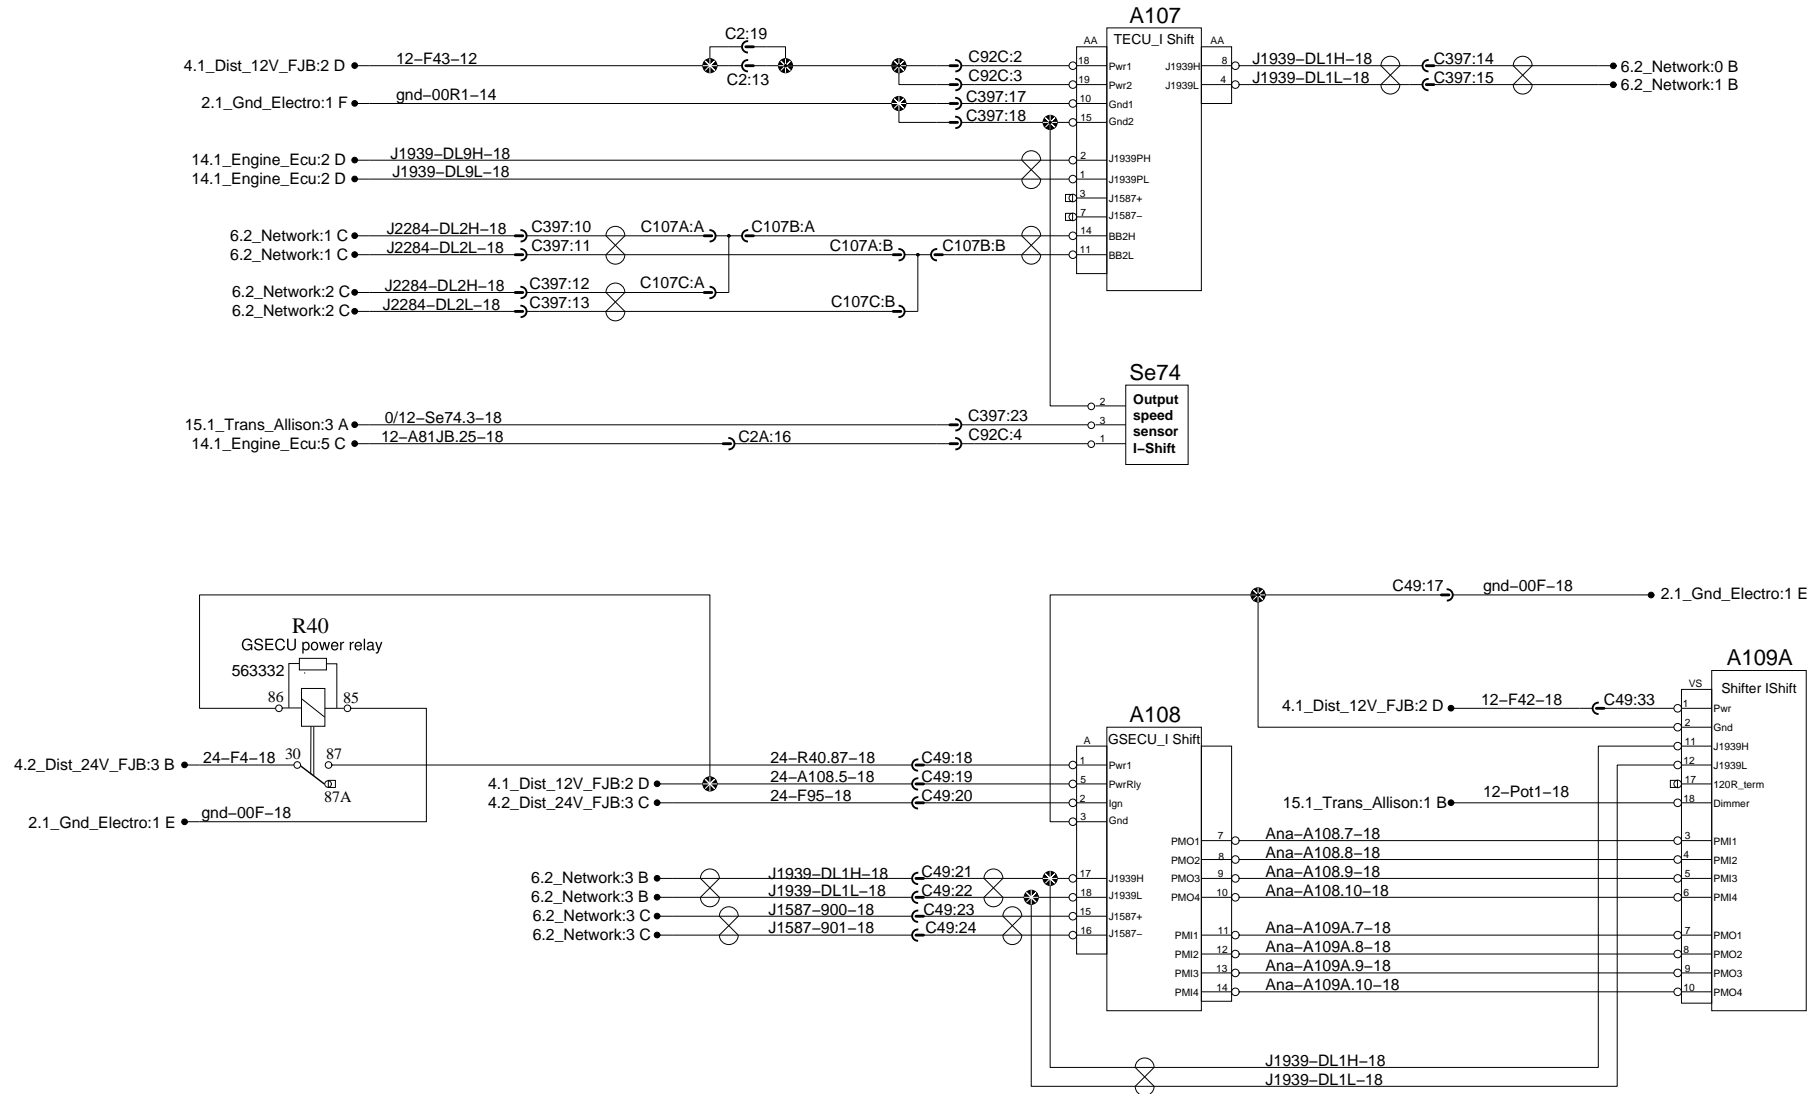 A107
C2:19
AA
TECU_I Shift
AA
4.1_Dist_12V_FJB:2 D
12–F43–12
C2:13
C92C:2
18
Pwr1
J1939H
8
J1939–DL1H–18
C397:14
6.2_Network:0 B
C92C:3
19
Pwr2
J1939L
4
J1939–DL1L–18
C397:15
6.2_Network:1 B
2.1_Gnd_Electro:1 F
gnd–00R1–14
C397:17
10
Gnd1
C397:18
15
Gnd2
14.1_Engine_Ecu:2 D
J1939–DL9H–18
2
J1939PH
14.1_Engine_Ecu:2 D
J1939–DL9L–18
1
J1939PL
3
J1587+
7
J1587–
6.2_Network:1 C
J2284–DL2H–18
C397:10
C107A:A
C107B:A
14
BB2H
6.2_Network:1 C
J2284–DL2L–18
C397:11
C107A:B
C107B:B
11
BB2L
6.2_Network:2 C
J2284–DL2H–18
C397:12
C107C:A
6.2_Network:2 C
J2284–DL2L–18
C397:13
C107C:B
Se74
2
Output
speed
sensor
I–Shift
15.1_Trans_Allison:3 A
0/12–Se74.3–18
C397:23
3
14.1_Engine_Ecu:5 C
12–A81JB.25–18
C2A:16
C92C:4
1
C49:17
gnd–00F–18
2.1_Gnd_Electro:1 E
R40
GSECU power relay
563332
86
85
A109A
VS
Shifter IShift
4.1_Dist_12V_FJB:2 D
12–F42–18
C49:33
1
Pwr
2
Gnd
A108
A
GSECU_I Shift
11
J1939H
4.2_Dist_24V_FJB:3 B
24–F4–18
30
87
87A
24–R40.87–18
C49:18
1
Pwr1
12
J1939L
4.1_Dist_12V_FJB:2 D
24–A108.5–18
C49:19
5
PwrRly
17
120R_term
4.2_Dist_24V_FJB:3 C
24–F95–18
C49:20
2
Ign
15.1_Trans_Allison:1 B
12–Pot1–18
18
Dimmer
2.1_Gnd_Electro:1 E
gnd–00F–18
3
Gnd
PMO1
7
Ana–A108.7–18
3
PMI1
PMO2
8
Ana–A108.8–18
4
PMI2
6.2_Network:3 B
J1939–DL1H–18
C49:21
17
J1939H
PMO3
9
Ana–A108.9–18
5
PMI3
6.2_Network:3 B
J1939–DL1L–18
C49:22
18
J1939L
PMO4
10
Ana–A108.10–18
6
PMI4
6.2_Network:3 C
J1587–900–18
C49:23
15
J1587+
6.2_Network:3 C
J1587–901–18
C49:24
16
J1587–
PMI1
11
Ana–A109A.7–18
7
PMO1
PMI2
12
Ana–A109A.8–18
8
PMO2
PMI3
13
Ana–A109A.9–18
9
PMO3
PMI4
14
Ana–A109A.10–18
10
PMO4
J1939–DL1H–18
J1939–DL1L–18